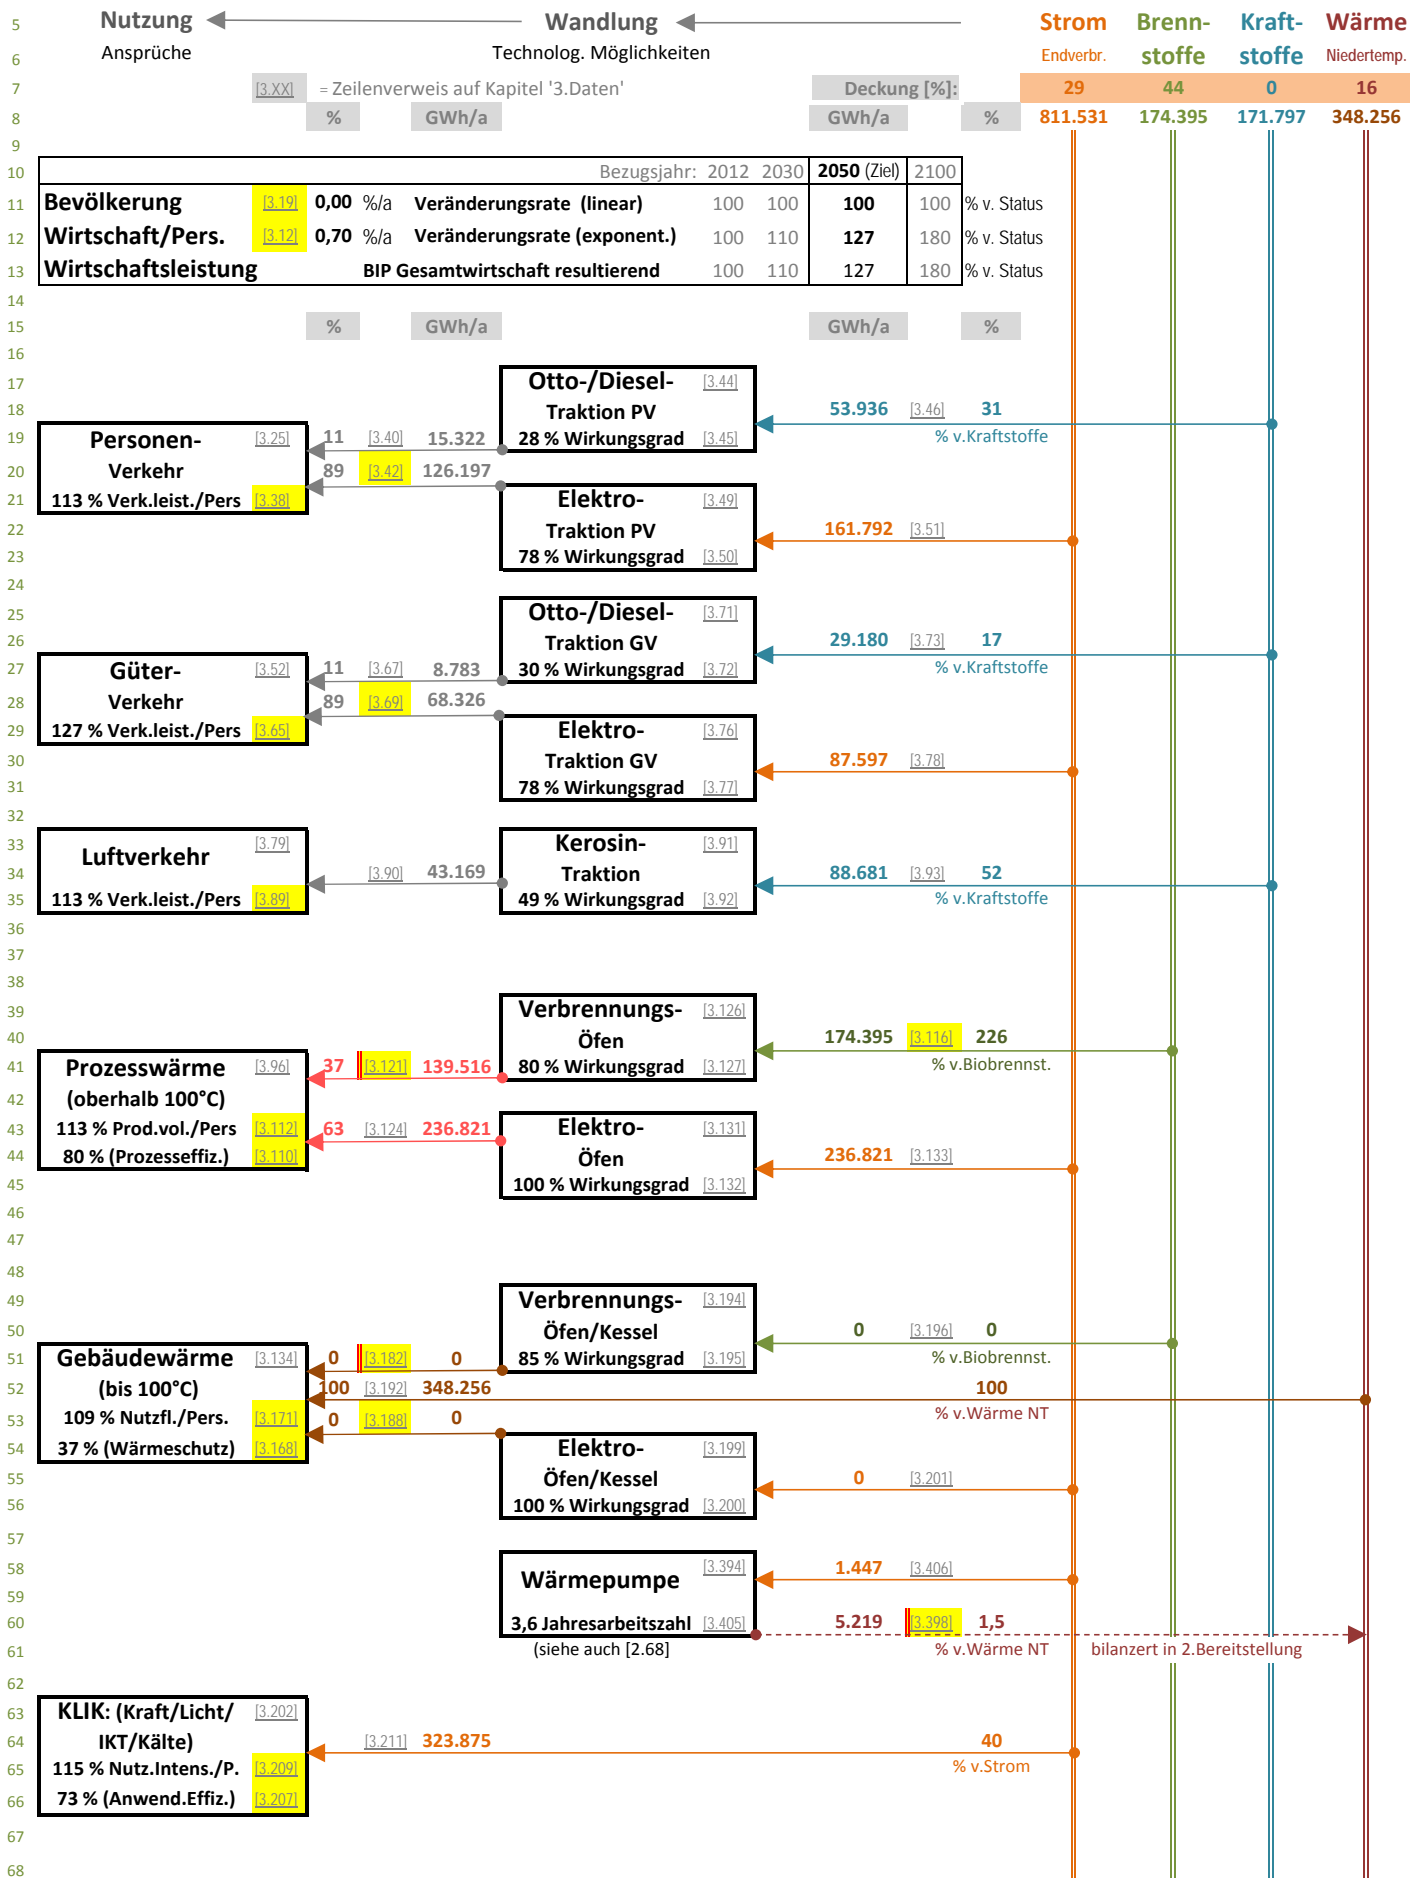 5 Nutzung Wandlung Strom Brenn- Kraft- Wärme
6 Ansprüche Technolog. Möglichkeiten Endverbr. stoffe stoffe Niedertemp.
7 [3.XX] = Zeilenverweis auf Kapitel '3.Daten' Deckung [%]: 29 44 0 16
8 % GWh/a GWh/a % 811.531 174.395 171.797 348.256
9
10 Bezugsjahr: 2012 2030 2050 (Ziel) 2100
11 Bevölkerung [3.19] 0,00 %/a Veränderungsrate (linear) 100 100 100 100 % v. Status
12 Wirtschaft/Pers. [3.12] 0,70 %/a Veränderungsrate (exponent.) 100 110 127 180 % v. Status
13 Wirtschaftsleistung BIP Gesamtwirtschaft resultierend 100 110 127 180 % v. Status
14
15 % GWh/a GWh/a %
16
17 Otto-/Diesel- [3.44]
18 Traktion PV 53.936 [3.46] 31
19 Personen- [3.25] 11 [3.40] 15.322 28 % Wirkungsgrad [3.45] % v.Kraftstoffe
20 Verkehr 89 [3.42] 126.197
21 113 % Verk.leist./Pers [3.38] Elektro- [3.49]
22 Traktion PV 161.792 [3.51]
23 78 % Wirkungsgrad [3.50]
24
25 Otto-/Diesel- [3.71]
26 Traktion GV 29.180 [3.73] 17
27 Güter- [3.52] 11 [3.67] 8.783 30 % Wirkungsgrad [3.72] % v.Kraftstoffe
28 Verkehr 89 [3.69] 68.326
29 127 % Verk.leist./Pers [3.65] Elektro- [3.76]
30 Traktion GV 87.597 [3.78]
31 78 % Wirkungsgrad [3.77]
32
33 Luftverkehr [3.79] Kerosin- [3.91]
34 [3.90] 43.169 Traktion 88.681 [3.93] 52
35 113 % Verk.leist./Pers [3.89] 49 % Wirkungsgrad [3.92] % v.Kraftstoffe
36
37
38
39 Verbrennungs- [3.126]
40 Öfen 174.395 [3.116] 226
41 Prozesswärme [3.96] 37 [3.121] 139.516 80 % Wirkungsgrad [3.127] % v.Biobrennst.
42 (oberhalb 100°C)
43 113 % Prod.vol./Pers [3.112] 63 [3.124] 236.821 Elektro- [3.131]
44 80 % (Prozesseffiz.) [3.110] Öfen 236.821 [3.133]
45 100 % Wirkungsgrad [3.132]
46
47
48
49 Verbrennungs- [3.194]
50 Öfen/Kessel 0 [3.196] 0
51 Gebäudewärme [3.134] 0 [3.182] 0 85 % Wirkungsgrad [3.195] % v.Biobrennst.
52 (bis 100°C) 100 [3.192] 348.256 100
53 109 % Nutzfl./Pers. [3.171] 0 [3.188] 0 % v.Wärme NT
54 37 % (Wärmeschutz) [3.168] Elektro- [3.199]
55 Öfen/Kessel 0 [3.201]
56 100 % Wirkungsgrad [3.200]
57
58 Wärmepumpe [3.394] 1.447 [3.406]
59
60 3,6 Jahresarbeitszahl [3.405] 5.219 [3.398] 1,5
61 (siehe auch [2.68] % v.Wärme NT bilanzert in 2.Bereitstellung
62
63 KLIK: (Kraft/Licht/ [3.202]
64 IKT/Kälte) [3.211] 323.875 40
65 115 % Nutz.Intens./P. [3.209] % v.Strom
66 73 % (Anwend.Effiz.) [3.207]
67
68